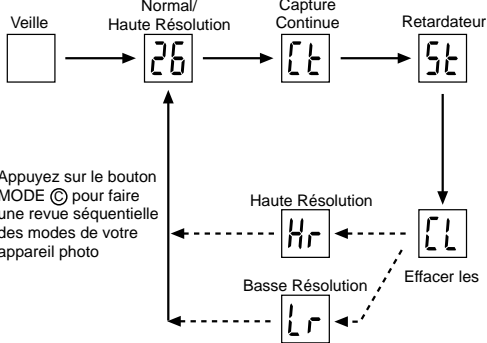 Veille
Normal/
Haute Résolution
Capture
Continue
Retardateur
26
Ct
St
Appuyez sur le bouton
MODE Ⓒ pour faire
une revue séquentielle
des modes de votre
appareil photo
Haute Résolution
Hr
CL
Effacer les
Basse Résolution
Lr